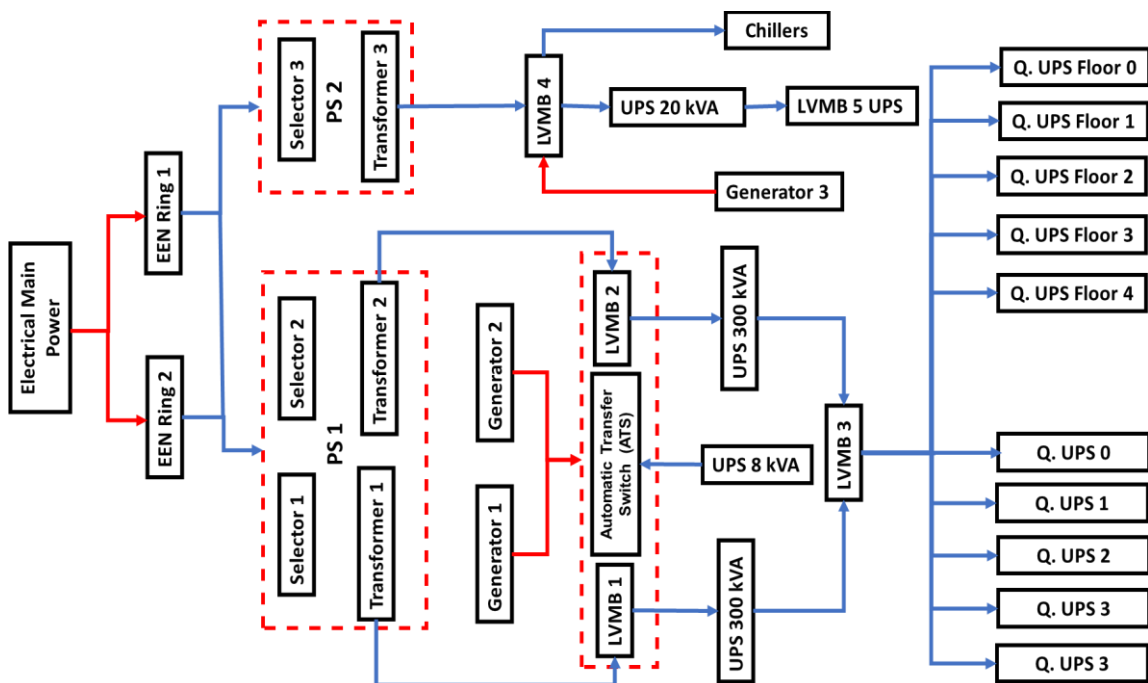 Electrical Main
Power
EEN Ring 1
EEN Ring 2
Selector 3
PS 2
Transformer 3
Selector 2
Selector 1
PS 1
Transformer 2
Transformer 1
Generator 2
Generator 1
LVMB 4
Chillers
UPS 20 kVA
LVMB 5 UPS
Generator 3
LVMB 2
Automatic Transfer
Switch (ATS)
LVMB 1
UPS 300 kVA
UPS 8 kVA
UPS 300 kVA
LVMB 3
Q. UPS Floor 0
Q. UPS Floor 1
Q. UPS Floor 2
Q. UPS Floor 3
Q. UPS Floor 4
Q. UPS 0
Q. UPS 1
Q. UPS 2
Q. UPS 3
Q. UPS 3